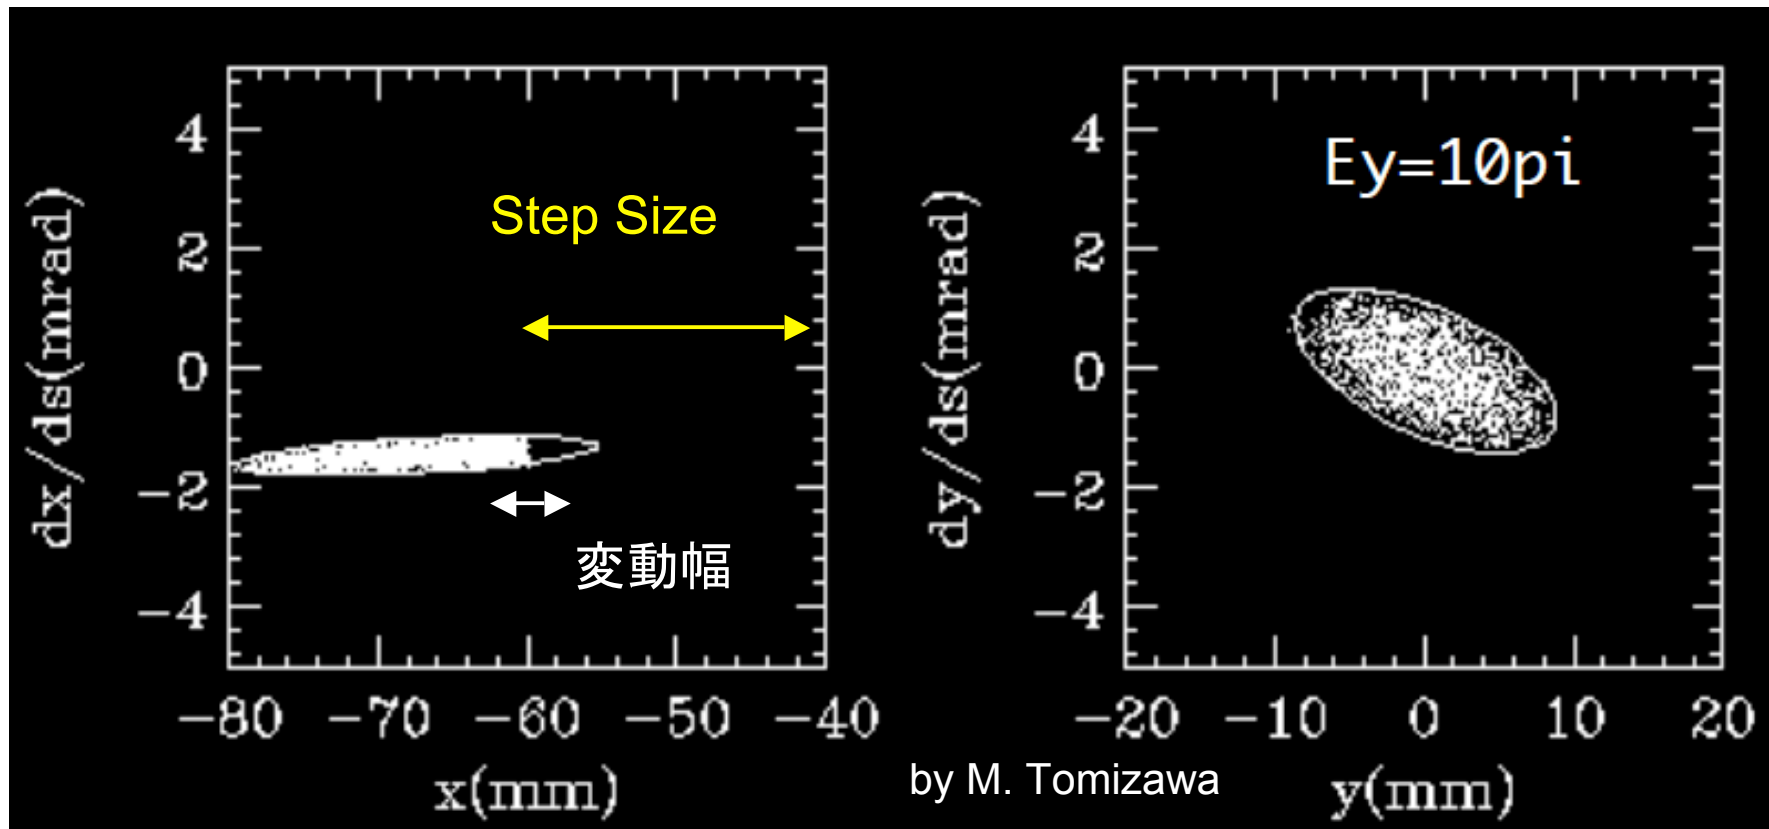 4
2
0
−2
−4
dx/ds(mrad)
Step Size
変動幅
−80 −70 −60 −50 −40
x(mm)
4
2
0
−2
−4
dy/ds(mrad)
Ey=10pi
−20 −10 0 10 20
y(mm)
by M. Tomizawa